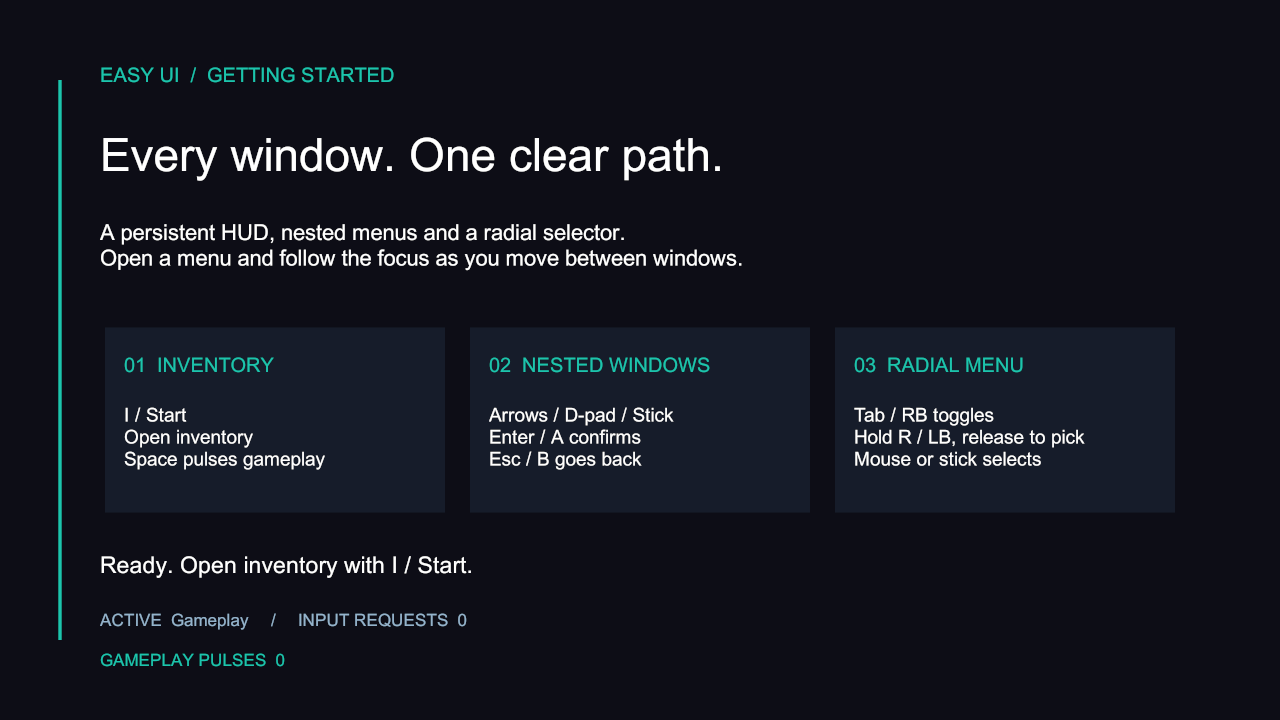 EASY UI / GETTING STARTED
Every window. One clear path.
A persistent HUD, nested menus and a radial selector.
Open a menu and follow the focus as you move between windows.
01 INVENTORY
I / Start
Open inventory
Space pulses gameplay
02 NESTED WINDOWS
Arrows / D-pad / Stick
Enter / A confirms
Esc / B goes back
03 RADIAL MENU
Tab / RB toggles
Hold R / LB, release to pick
Mouse or stick selects
Ready. Open inventory with I / Start.
ACTIVE Gameplay / INPUT REQUESTS 0
GAMEPLAY PULSES 0